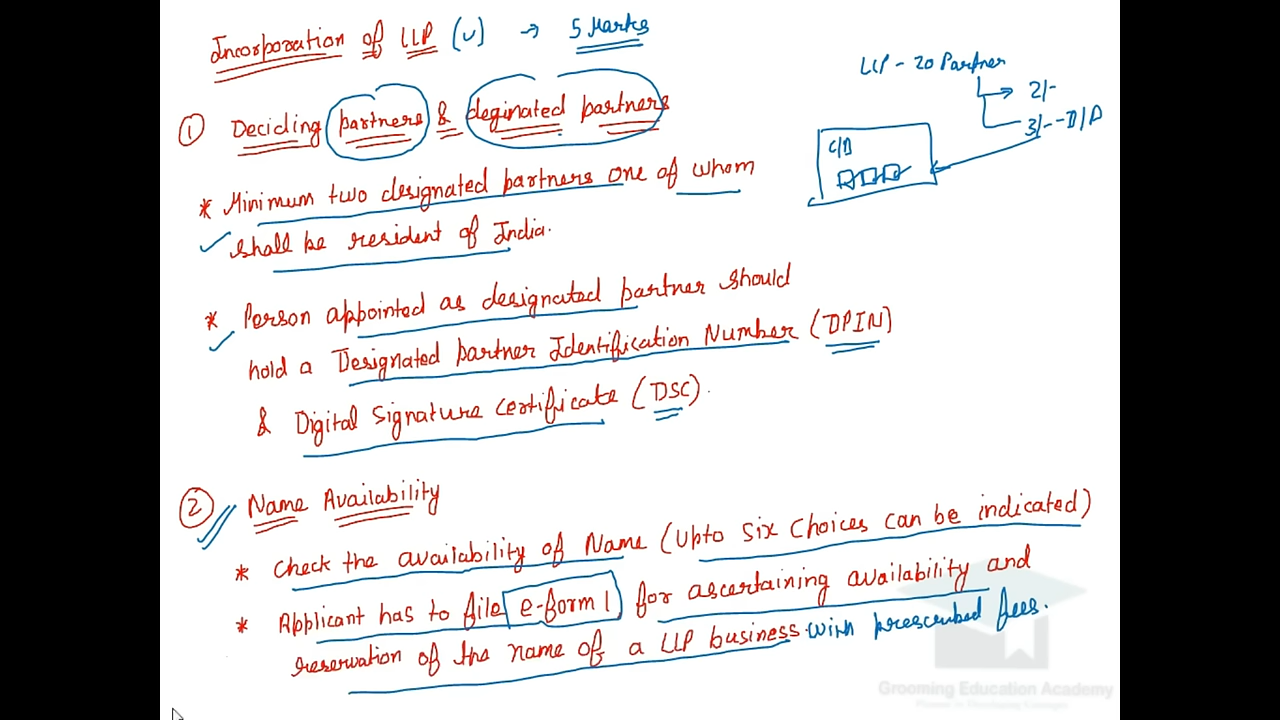 Incorporation of LLP (v) → 5 Marks
LLP - 20 Partner
→ 2/-
3/- - D/P
C/D
① Deciding partners & deginated partners
* Minimum two designated partners one of whom
shall be resident of India.
* Person appointed as designated partner should
hold a Designated partner Identification Number (DPIN)
& Digital Signature Certificate (DSC).
② Name Availability
* Check the availability of Name (Upto Six Choices can be indicated)
* Applicant has to file e-form 1 for ascertaining availability and
reservation of the name of a LLP business with prescribed fees.
Grooming Education Academy